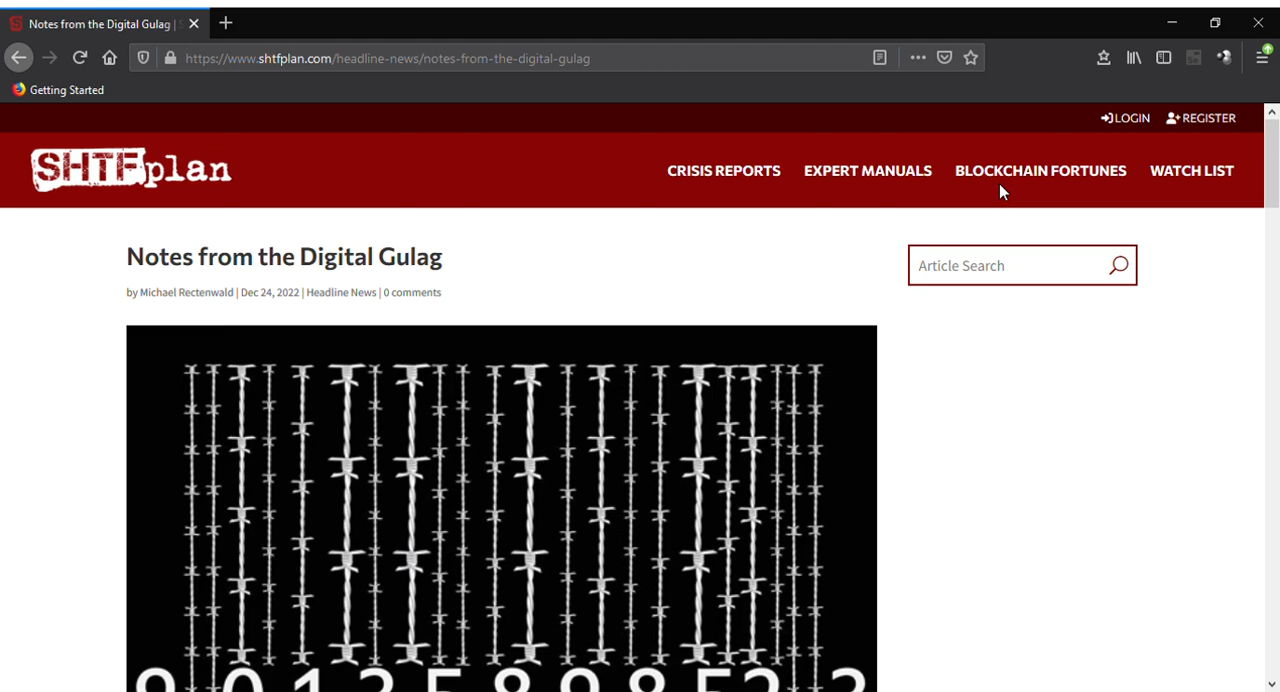 Notes from the Digital Gulag |
https://www.shtfplan.com/headline-news/notes-from-the-digital-gulag
Getting Started
LOGIN REGISTER
SHTFplan CRISIS REPORTS EXPERT MANUALS BLOCKCHAIN FORTUNES WATCH LIST
Notes from the Digital Gulag
Article Search
by Michael Rectenwald | Dec 24, 2022 | Headline News | 0 comments